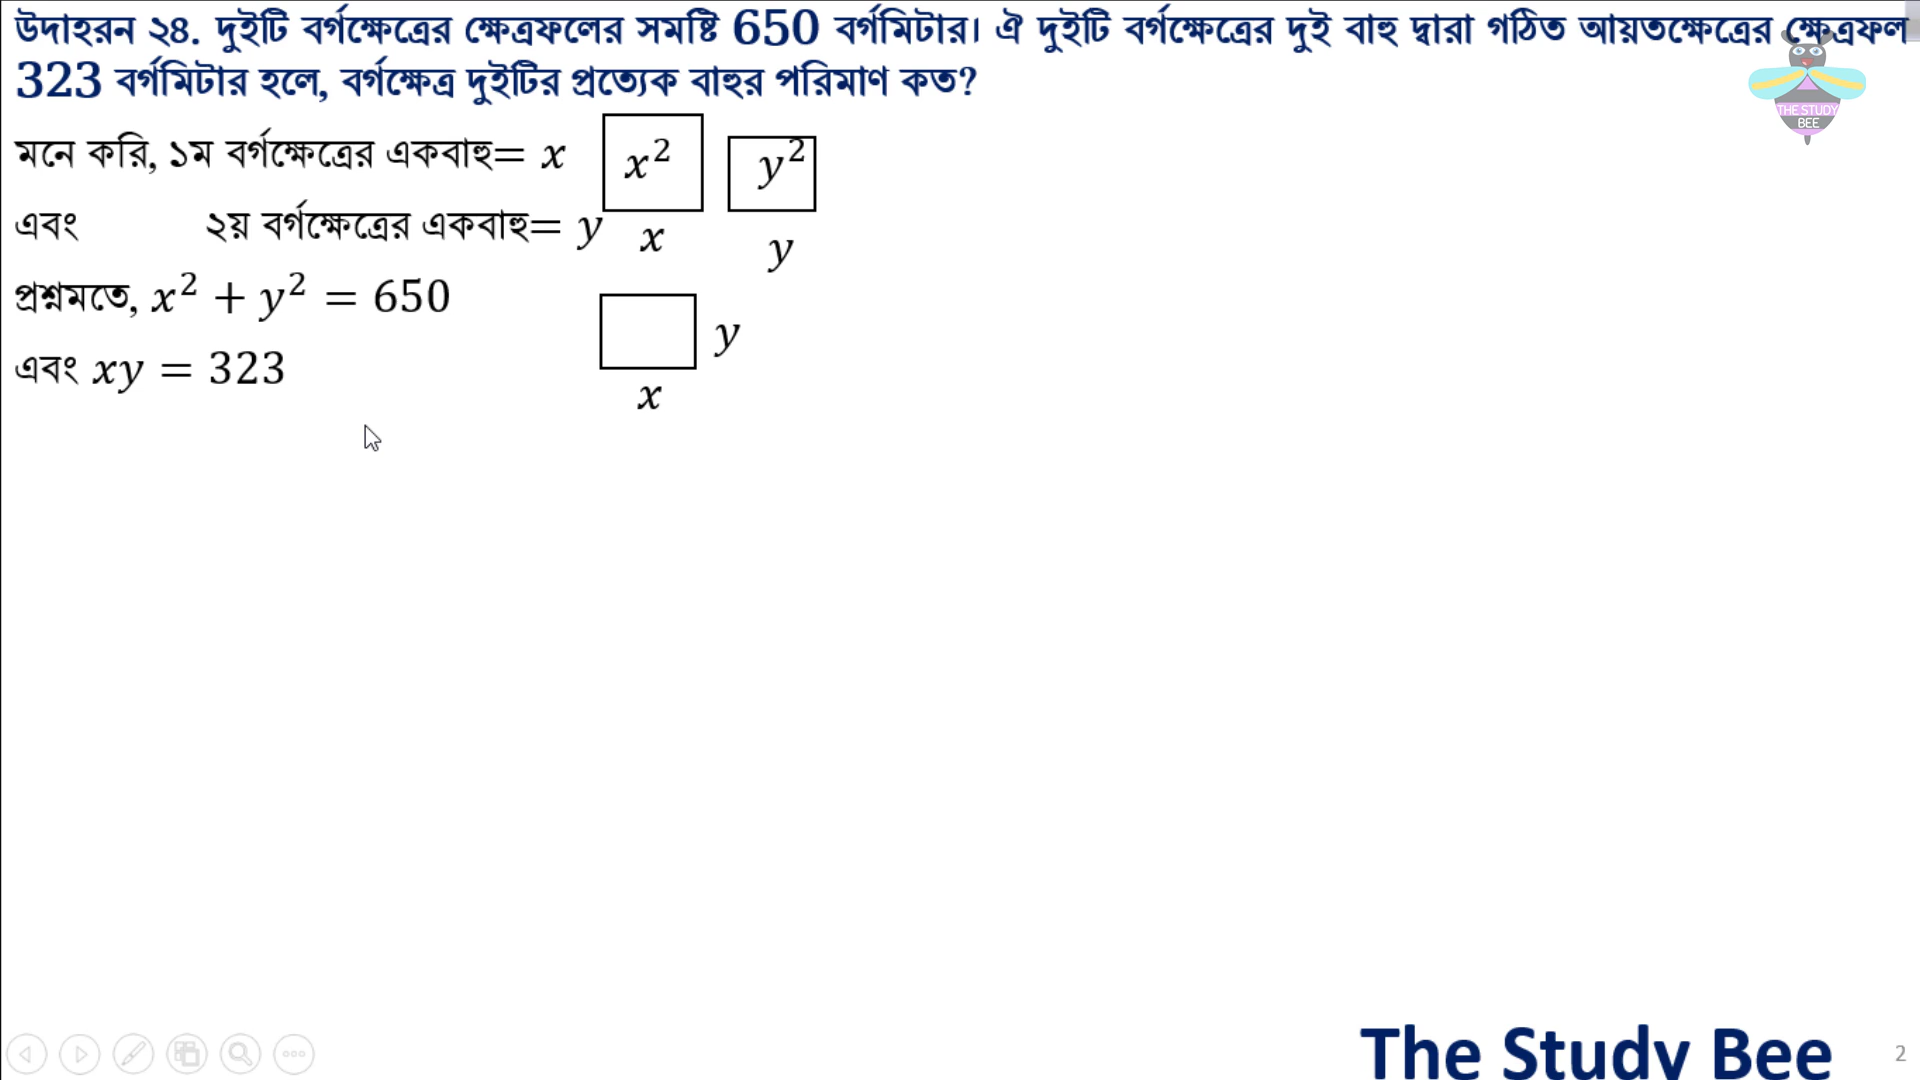 উদাহরন ২৪. দুইটি বর্গক্ষেত্রের ক্ষেত্রফলের সমষ্টি 650 বর্গমিটার। ঐ দুইটি বর্গক্ষেত্রের দুই বাহু দ্বারা গঠিত আয়তক্ষেত্রের ক্ষেত্রফল
323 বর্গমিটার হলে, বর্গক্ষেত্র দুইটির প্রত্যেক বাহুর পরিমাণ কত?
THE STUDY
BEE
মনে করি, ১ম বর্গক্ষেত্রের একবাহু= x
x²
y²
এবং ২য় বর্গক্ষেত্রের একবাহু= y
x
y
প্রশ্নমতে, x² + y² = 650
y
এবং xy = 323
x
The Study Bee
2